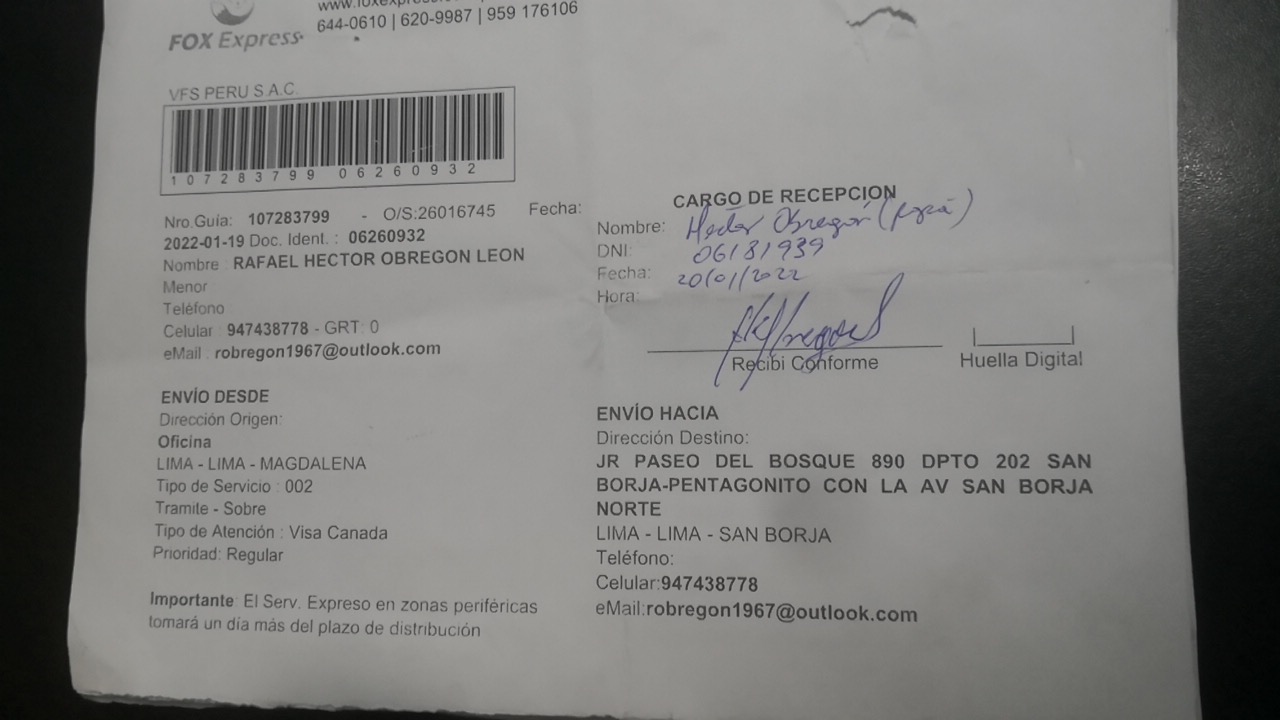 644-0610 | 620-9987 | 959 176106
FOX Express
VFS PERU S.A.C.
107283799 06260932
Nro.Guía: 107283799 - O/S:26016745 Fecha:
2022-01-19 Doc. Ident. : 06260932
Nombre : RAFAEL HECTOR OBREGON LEON
Menor
Teléfono
Celular : 947438778 - GRT: 0
eMail : robregon1967@outlook.com
CARGO DE RECEPCION
Nombre: Hector Obregón (papá)
DNI: 06181939
Fecha: 20/01/2022
Hora:
Recibi Conforme
Huella Digital
ENVÍO DESDE
Dirección Origen:
Oficina
LIMA - LIMA - MAGDALENA
Tipo de Servicio : 002
Tramite - Sobre
Tipo de Atención : Visa Canada
Prioridad: Regular
ENVÍO HACIA
Dirección Destino:
JR PASEO DEL BOSQUE 890 DPTO 202 SAN
BORJA-PENTAGONITO CON LA AV SAN BORJA
NORTE
LIMA - LIMA - SAN BORJA
Teléfono:
Celular:947438778
eMail:robregon1967@outlook.com
Importante: El Serv. Expreso en zonas periféricas
tomará un día más del plazo de distribución